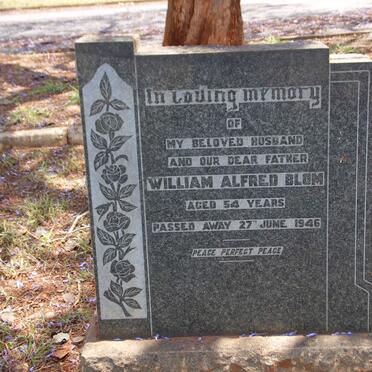 In loving memory
OF
MY BELOVED HUSBAND
AND OUR DEAR FATHER
WILLIAM ALFRED BLOM
AGED 54 YEARS
PASSED AWAY 27TH JUNE 1946
PEACE PERFECT PEACE